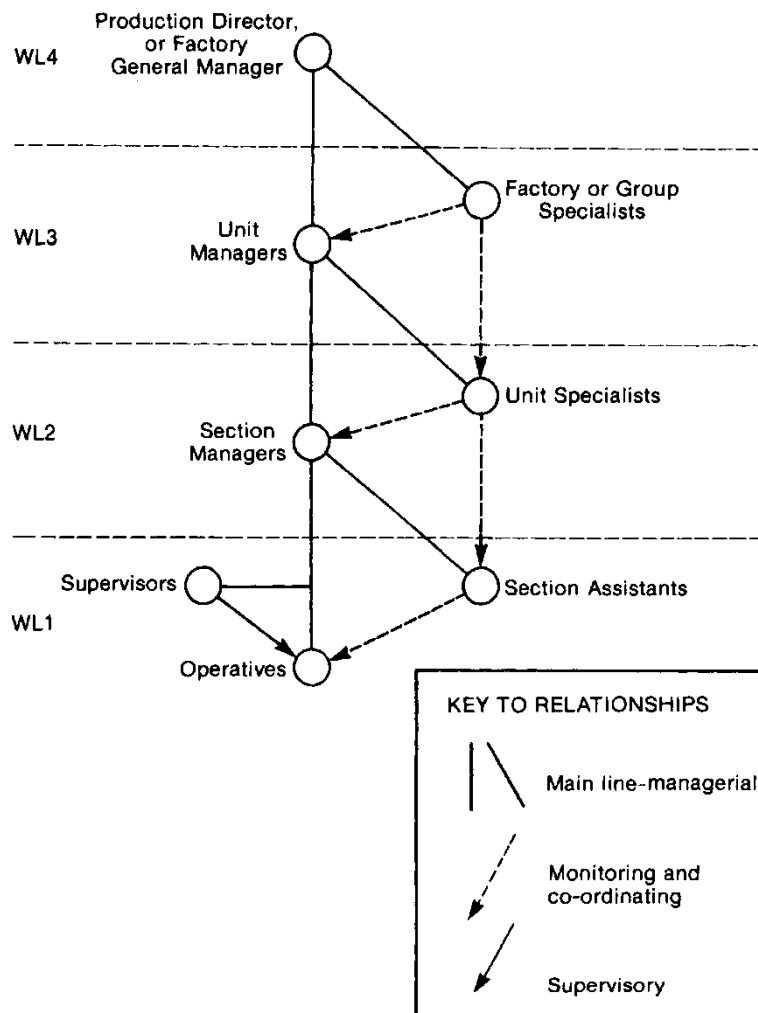 Production Director,
or Factory
General Manager
WL4
Factory or Group
Specialists
WL3
Unit
Managers
Unit Specialists
WL2
Section
Managers
Supervisors
Section Assistants
WL1
Operatives
KEY TO RELATIONSHIPS
Main line-managerial
Monitoring and
co-ordinating
Supervisory